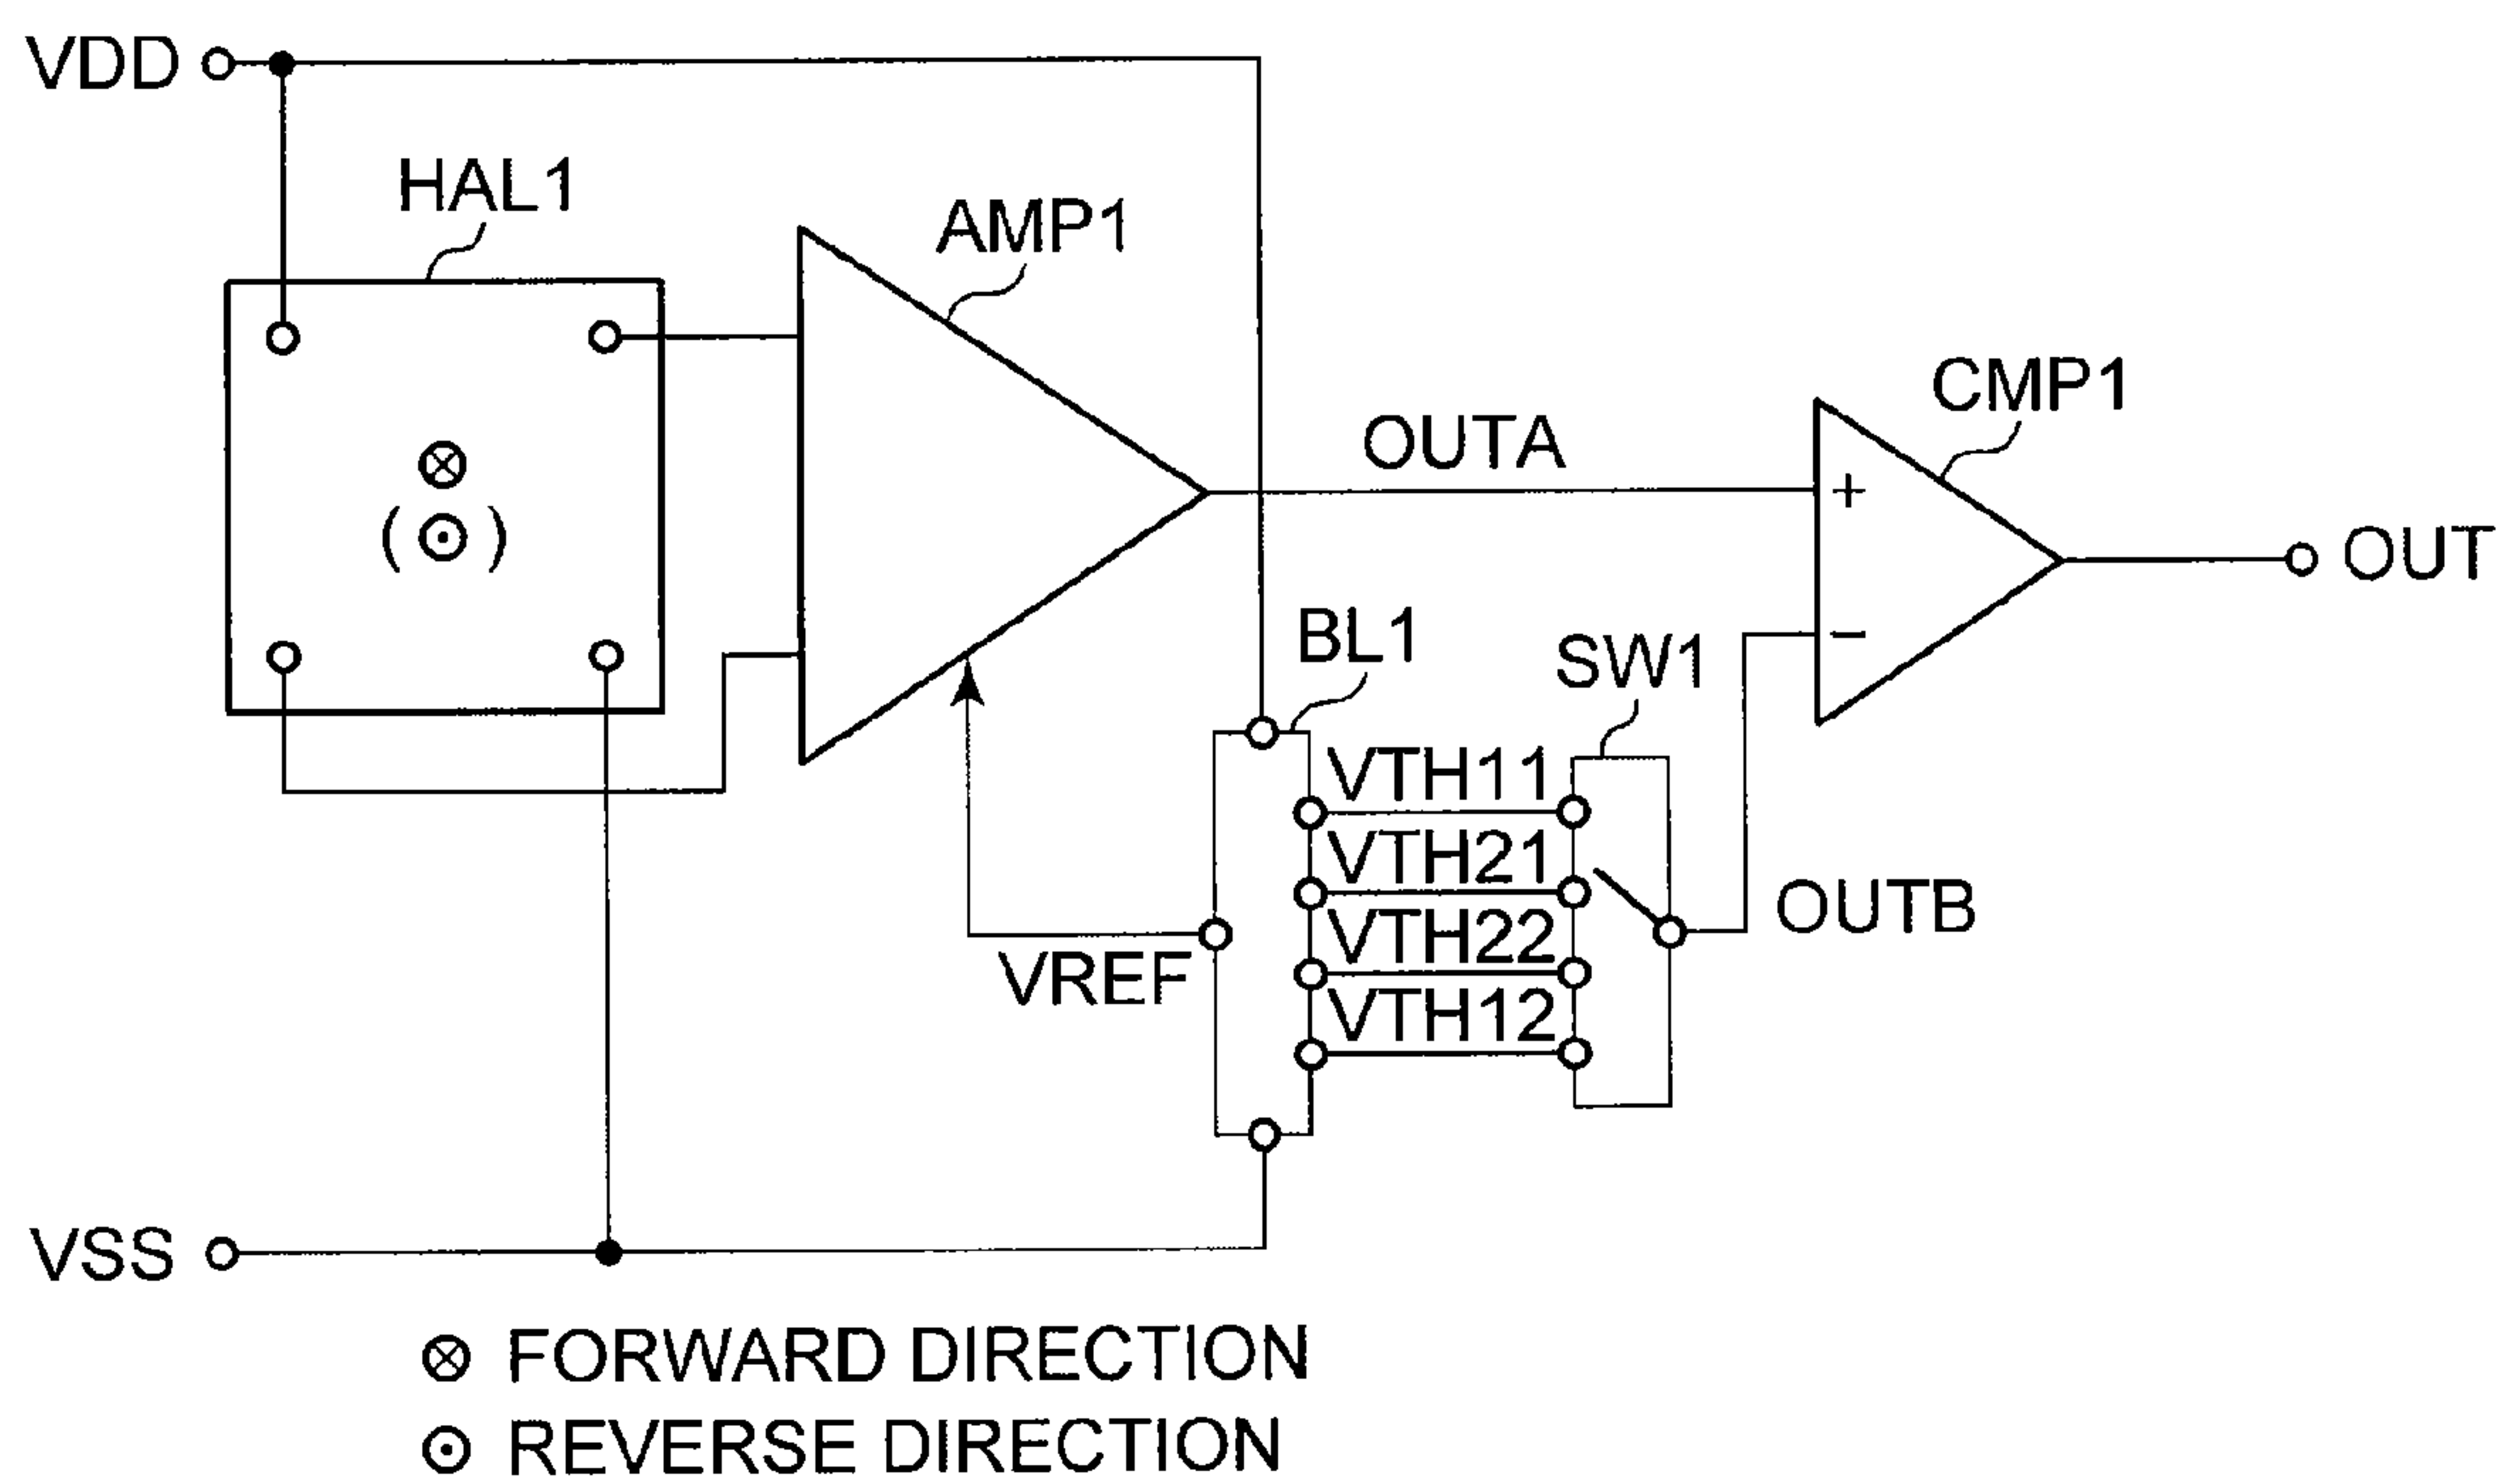 VDD
HAL1
AMP1
CMP1
OUTA
+
OUT
BL1
SW1
−
VTH11
VTH21
OUTB
VTH22
VREF
VTH12
VSS
⊗ FORWARD DIRECTION
⊙ REVERSE DIRECTION